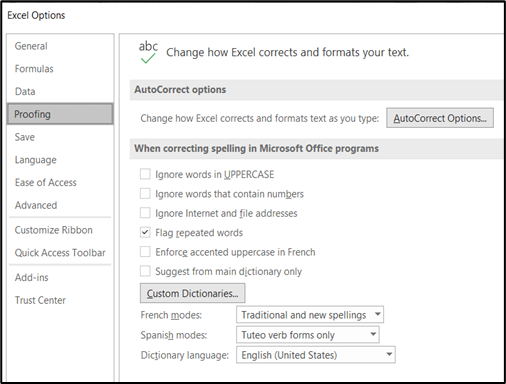 Excel Options
General
Formulas
Data
Proofing
Save
Language
Ease of Access
Advanced
Customize Ribbon
Quick Access Toolbar
Add-ins
Trust Center
abc
Change how Excel corrects and formats your text.
AutoCorrect options
Change how Excel corrects and formats text as you type: AutoCorrect Options...
When correcting spelling in Microsoft Office programs
Ignore words in UPPERCASE
Ignore words that contain numbers
Ignore Internet and file addresses
Flag repeated words
Enforce accented uppercase in French
Suggest from main dictionary only
Custom Dictionaries...
French modes: Traditional and new spellings
Spanish modes: Tuteo verb forms only
Dictionary language: English (United States)